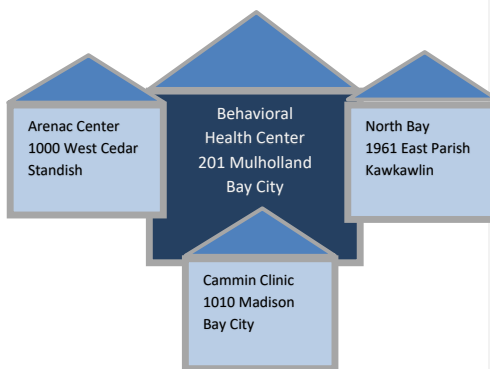 Arenac Center
1000 West Cedar
Standish
Behavioral
Health Center
201 Mulholland
Bay City
North Bay
1961 East Parish
Kawkawlin
Cammin Clinic
1010 Madison
Bay City